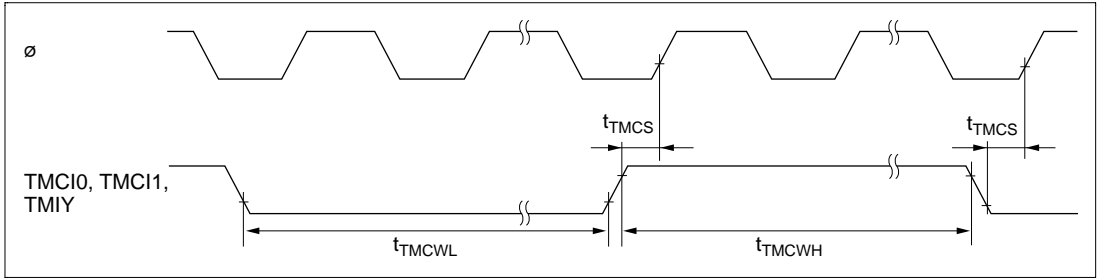 ø
tTMCS
tTMCS
TMCI0, TMCI1,
TMIY
tTMCWL
tTMCWH